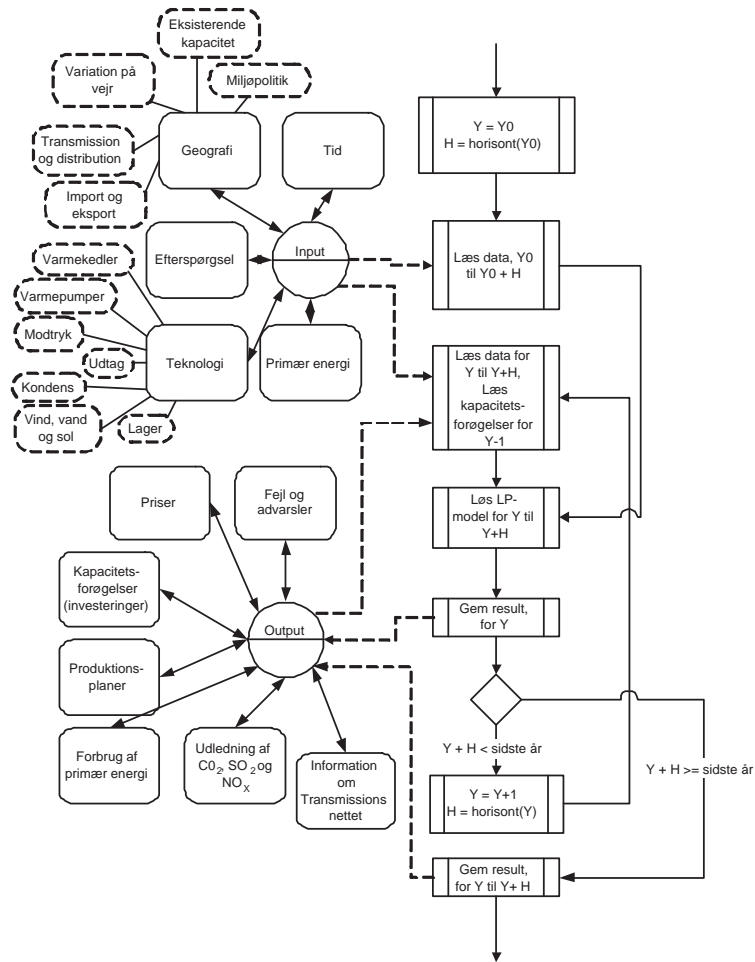 Eksisterende
kapacitet
Variation på
vejr
Miljøpolitik
Transmission
og distribution
Geografi
Tid
Import og
eksport
Varmekedler
Efterspørgsel
Input
Varmepumper
Modtryk
Udtag
Teknologi
Primær energi
Kondens
Vind, vand
og sol
Lager
Priser
Fejl og
advarsler
Kapacitets-
forøgelser
(investeringer)
Output
Produktions-
planer
Forbrug af
primær energi
Udledning af
C02, SO2 og
NOX
Information
om
Transmissions
nettet
Y = Y0
H = horisont(Y0)
Læs data, Y0
til Y0 + H
Læs data for
Y til Y+H,
Læs
kapacitets-
forøgelser for
Y-1
Løs LP-
model for Y til
Y+H
Gem result,
for Y
Y + H < sidste år
Y + H >= sidste år
Y = Y+1
H = horisont(Y)
Gem result,
for Y til Y+ H